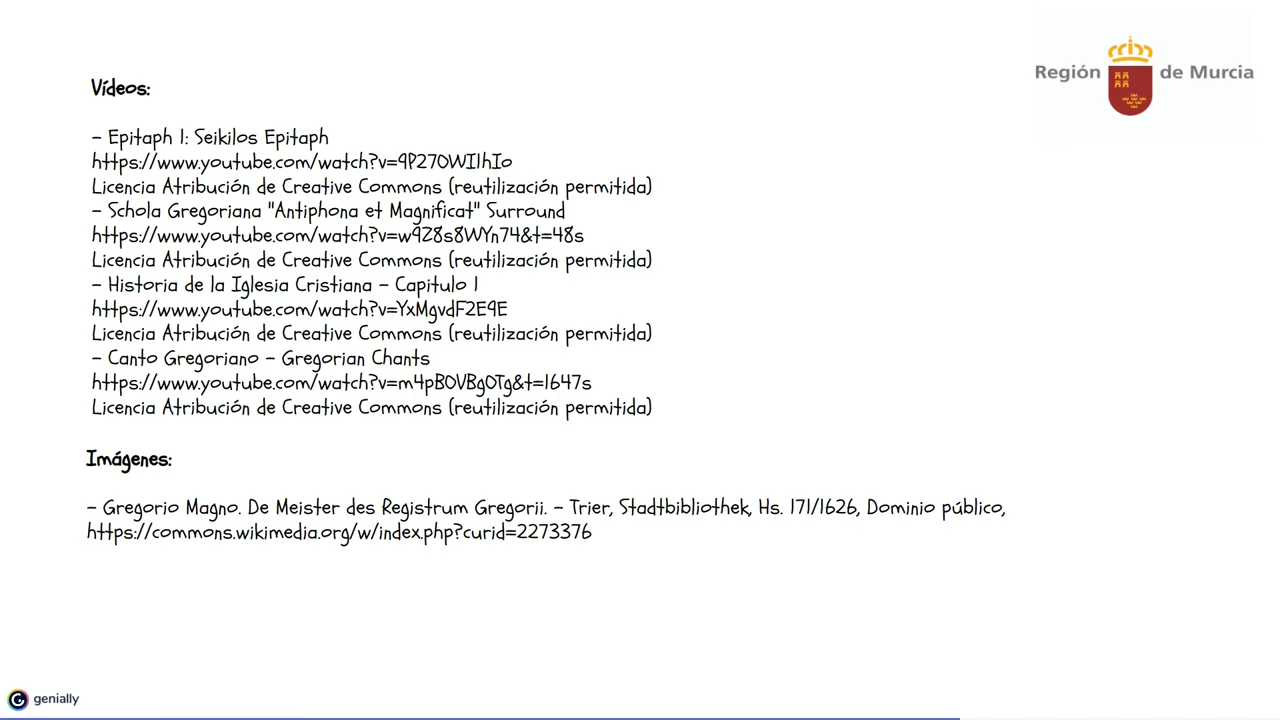 Región de Murcia
Vídeos:
- Epitaph 1: Seikilos Epitaph
https://www.youtube.com/watch?v=9P27OWI1hIo
Licencia Atribución de Creative Commons (reutilización permitida)
- Schola Gregoriana "Antiphona et Magnificat" Surround
https://www.youtube.com/watch?v=w9Z8s8WYn74&t=48s
Licencia Atribución de Creative Commons (reutilización permitida)
- Historia de la Iglesia Cristiana - Capitulo 1
https://www.youtube.com/watch?v=YxMgvdF2E9E
Licencia Atribución de Creative Commons (reutilización permitida)
- Canto Gregoriano - Gregorian Chants
https://www.youtube.com/watch?v=m4pB0VBgOTg&t=1647s
Licencia Atribución de Creative Commons (reutilización permitida)
Imágenes:
- Gregorio Magno. De Meister des Registrum Gregorii. - Trier, Stadtbibliothek, Hs. 171/1626, Dominio público,
https://commons.wikimedia.org/w/index.php?curid=2273376
genially